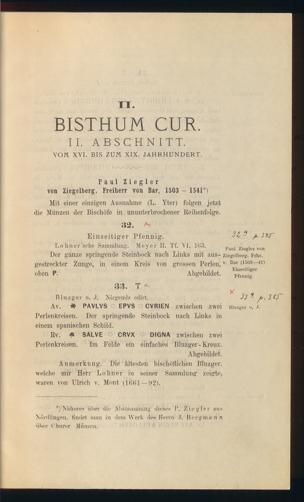 II.
BISTHUM CUR.
II. ABSCHNITT.
VOM XVI. BIS ZUM XIX. JAHRHUNDERT.
Paul Ziegler
von Ziegelberg, Freiherr von Bar, 1503 – 1541*)
Mit einer einzigen Ausnahme (L. Yter) folgen jetzt
die Münzen der Bischöfe in ununterbrochener Reihenfolge.
32.
Einseitiger Pfennig.
Lohner'sche Sammlung. Meyer II. Tf. VI. 163.
Der ganze springende Steinbock nach Links mit aus-
gestreckter Zunge, in einem Kreis von grossen Perlen,
oben P. Abgebildet.
32. p. 385
Paul Ziegler von
Ziegelberg, Frhr.
v. Bar (1503—41)
Einseitiger
Pfennig.
33. T
Bluzger o. J. Nirgends edirt.
Av. ✸ PAVLVS : EPVS : CVRIEN zwischen zwei
Perlenkreisen. Der springende Steinbock nach Links in
einem spanischen Schild.
Rv. ✸ SALVE : CRVX : DIGNA zwischen zwei
Perlenkreisen. Im Felde ein einfaches Bluzger-Kreuz.
Abgebildet.
33 p. 385
Bluzger o. J.
Anmerkung. Die ältesten bischöflichen Bluzger,
welche mir Herr Lohner in seiner Sammlung zeigte,
waren von Ulrich v. Mont (1661—92).
*) Näheres über die Abstammung dieses P. Ziegler aus
Nördlingen, findet man in dem Werk des Herrn J. Bergmann
über Churer Münzen.